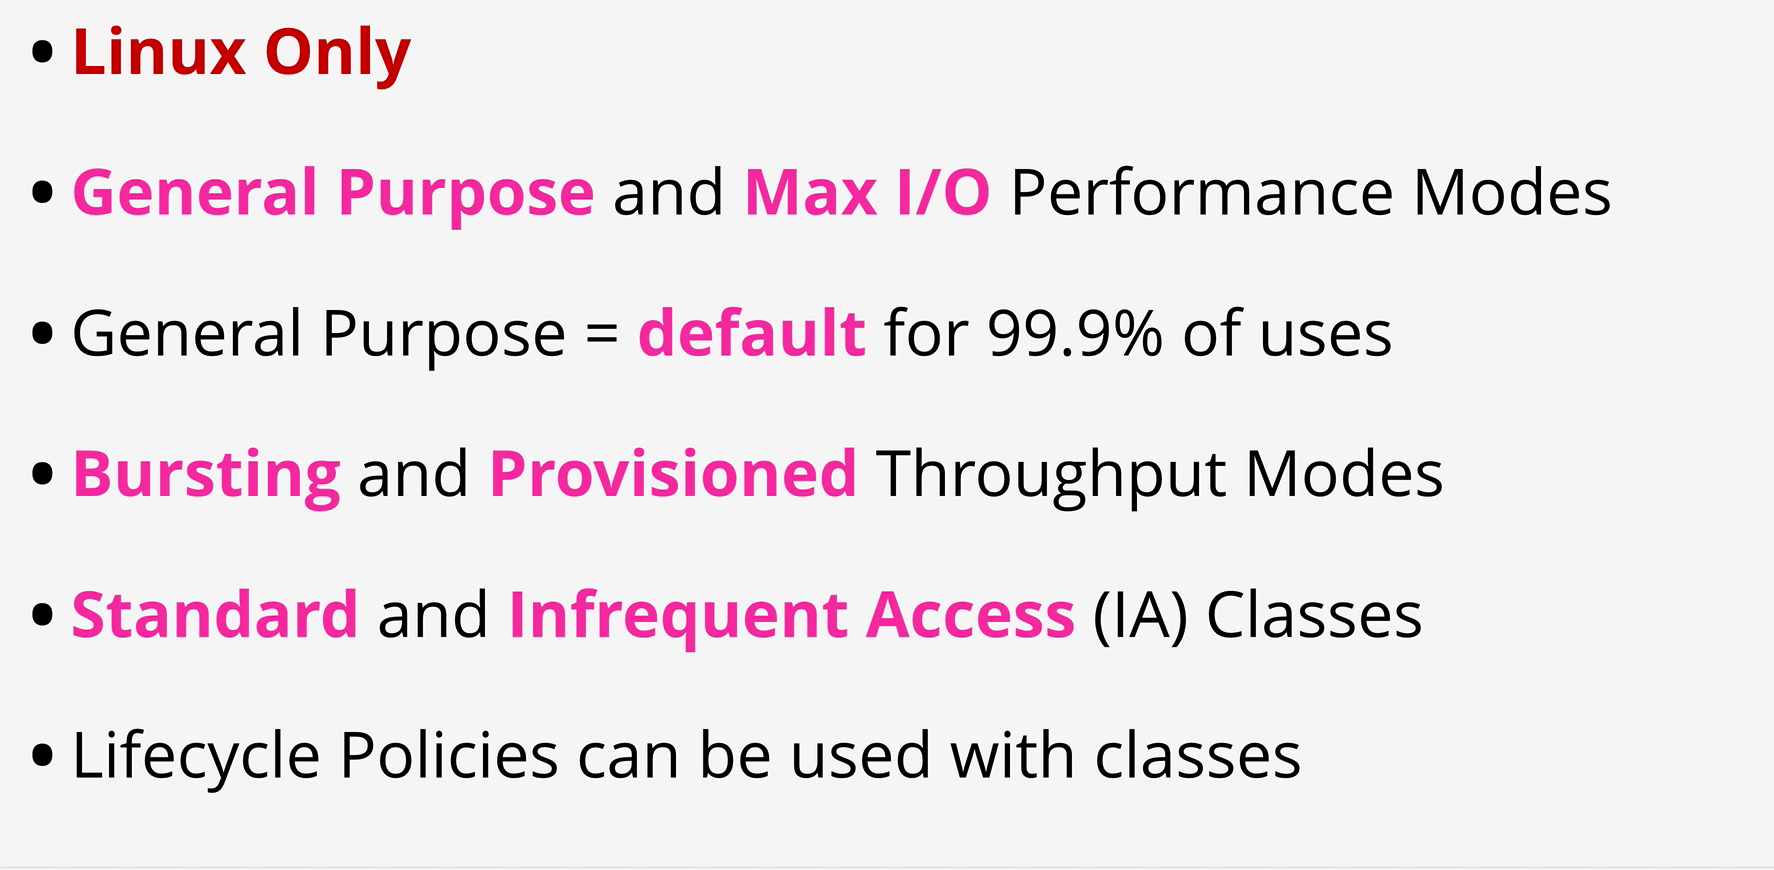 • Linux Only
• General Purpose and Max I/O Performance Modes
• General Purpose = default for 99.9% of uses
• Bursting and Provisioned Throughput Modes
• Standard and Infrequent Access (IA) Classes
• Lifecycle Policies can be used with classes